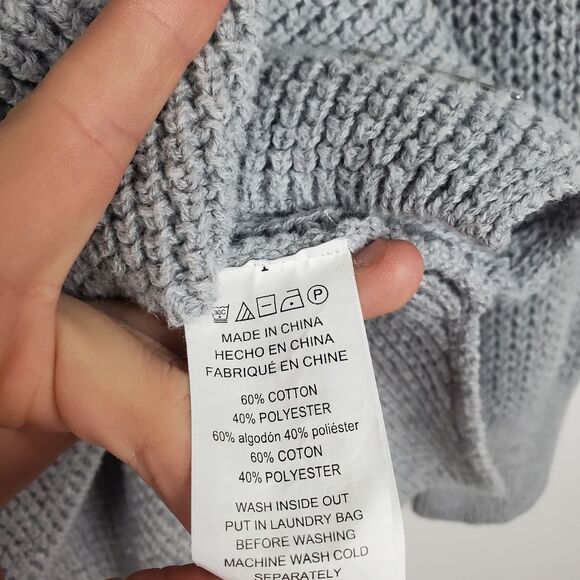 30C P
MADE IN CHINA
HECHO EN CHINA
FABRIQUÉ EN CHINE
60% COTTON
40% POLYESTER
60% algodón 40% poliéster
60% COTON
40% POLYESTER
WASH INSIDE OUT
PUT IN LAUNDRY BAG
BEFORE WASHING
MACHINE WASH COLD
SEPARATELY